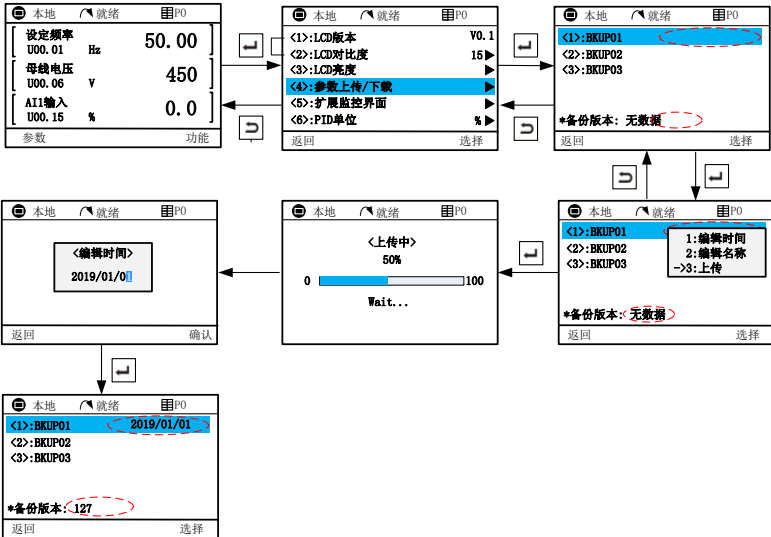 本地 就绪 P0
设定频率
U00.01 Hz 50.00
母线电压
U00.06 V 450
AI1输入
U00.15 % 0.0
参数 功能
本地 就绪 P0
<1>:LCD版本 V0.1
<2>:LCD对比度 15
<3>:LCD亮度
<4>:参数上传/下载
<5>:扩展监控界面
<6>:PID单位 %
返回 选择
本地 就绪 P0
<1>:BKUP01
<2>:BKUP02
<3>:BKUP03
*备份版本: 无数据
返回 选择
本地 就绪 P0
<1>:BKUP01
<2>:BKUP02
<3>:BKUP03
1:编辑时间
2:编辑名称
->3:上传
*备份版本: 无数据
返回 选择
本地 就绪 P0
<上传中>
50%
0 100
Wait...
本地 就绪 P0
<编辑时间>
2019/01/01
返回 确认
本地 就绪 P0
<1>:BKUP01 2019/01/01
<2>:BKUP02
<3>:BKUP03
*备份版本: 127
返回 选择